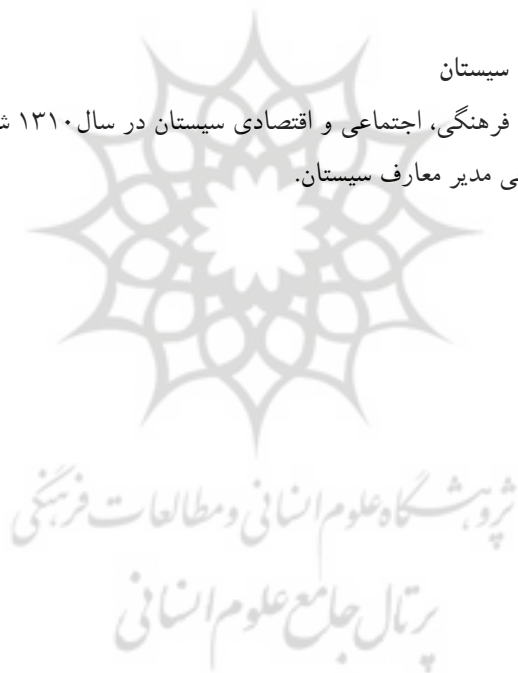 سیستان
فرهنگی، اجتماعی و اقتصادی سیستان در سال ۱۳۱۰
ی مدیر معارف سیستان.
پژوهشگاه علوم انسانی و مطالعات فرهنگی
پرتال جامع علوم انسانی